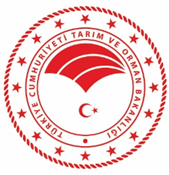 TÜRKİYE CUMHURİYETİ TARIM VE ORMAN BAKANLIĞI